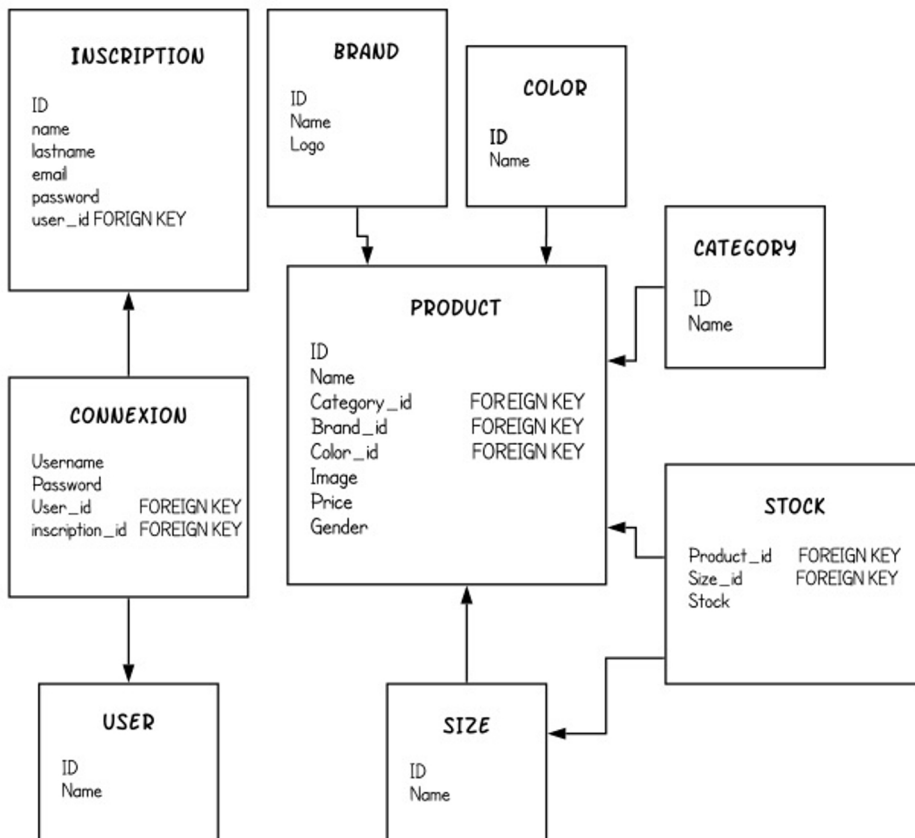 INSCRIPTION
ID
name
lastname
email
password
user_id FORIGN KEY
BRAND
ID
Name
Logo
COLOR
ID
Name
CATEGORY
ID
Name
PRODUCT
ID
Name
Category_id FOREIGN KEY
Brand_id FOREIGN KEY
Color_id FOREIGN KEY
Image
Price
Gender
CONNEXION
Username
Password
User_id FOREIGN KEY
inscription_id FOREIGN KEY
STOCK
Product_id FOREIGN KEY
Size_id FOREIGN KEY
Stock
USER
ID
Name
SIZE
ID
Name